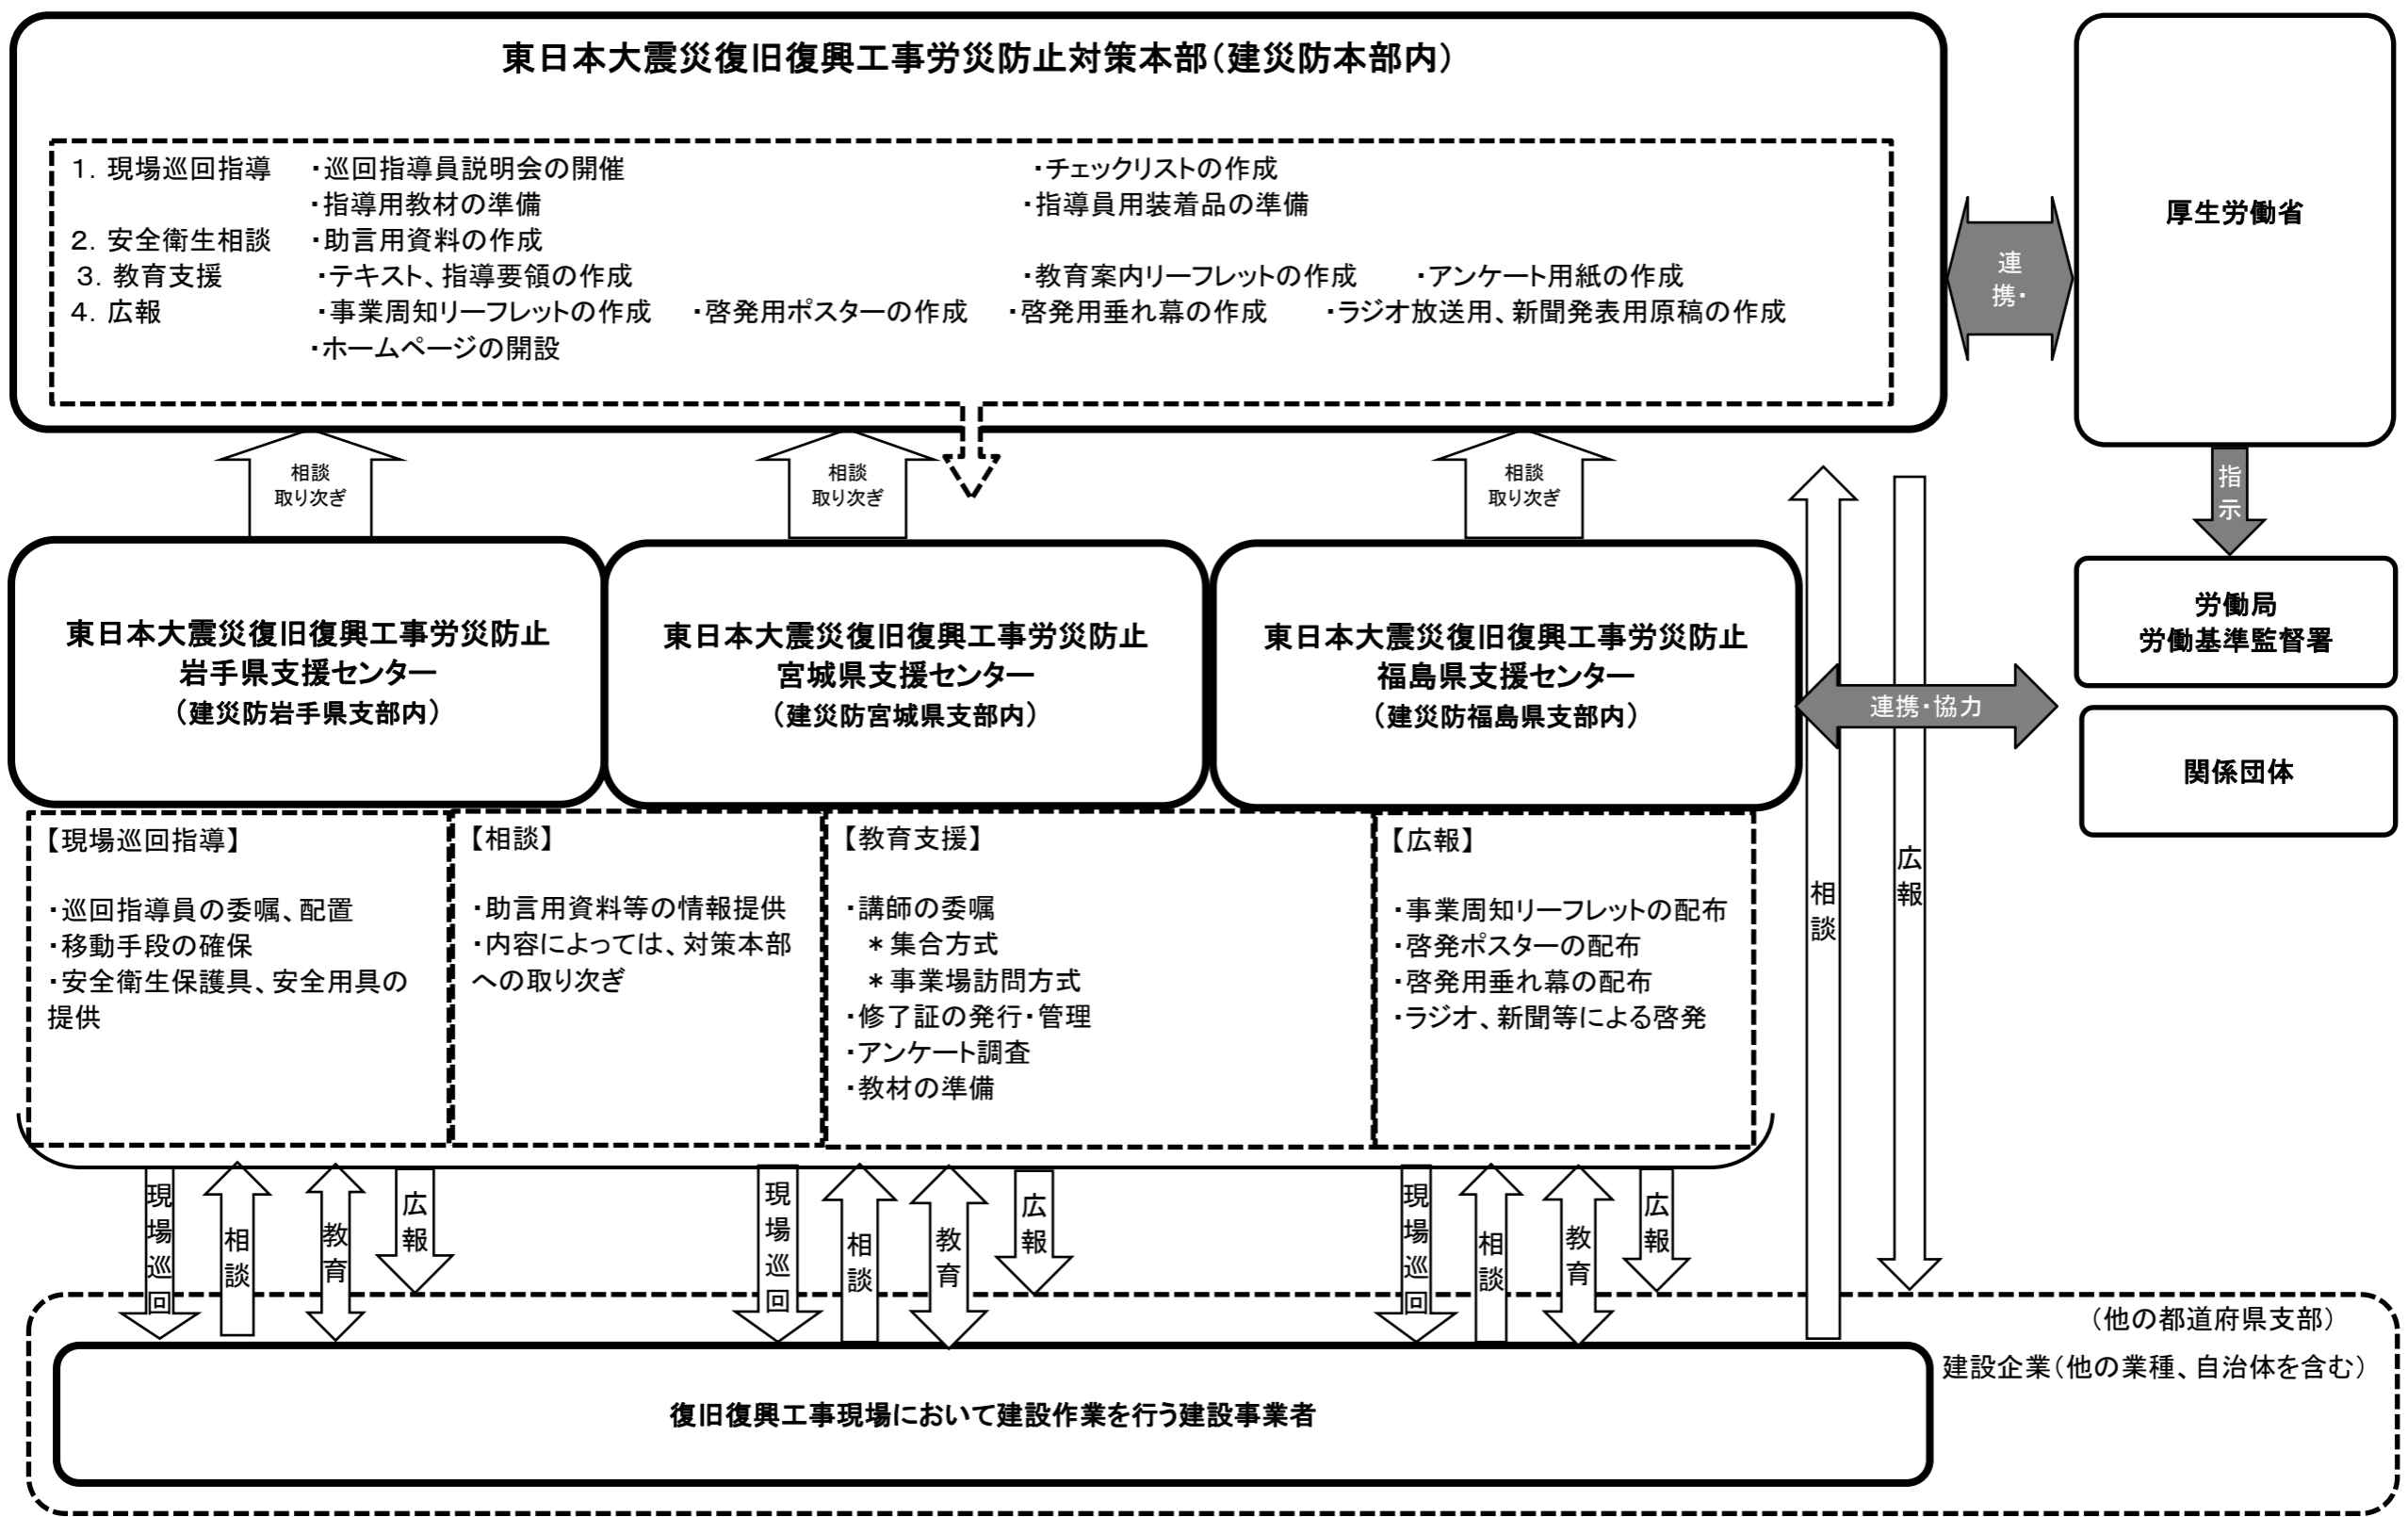 東日本大震災復旧復興工事労災防止対策本部（建災防本部内）
1．現場巡回指導　・巡回指導員説明会の開催　・チェックリストの作成
・指導用教材の準備　・指導員用装着品の準備
2．安全衛生相談　・助言用資料の作成
3．教育支援　・テキスト、指導要領の作成　・教育案内リーフレットの作成　・アンケート用紙の作成
4．広報　・事業周知リーフレットの作成　・啓発用ポスターの作成　・啓発用垂れ幕の作成　・ラジオ放送用、新聞発表用原稿の作成
・ホームページの開設
連
携・
厚生労働省
相談
取り次ぎ
相談
取り次ぎ
相談
取り次ぎ
指
示
東日本大震災復旧復興工事労災防止
岩手県支援センター
（建災防岩手県支部内）
東日本大震災復旧復興工事労災防止
宮城県支援センター
（建災防宮城県支部内）
東日本大震災復旧復興工事労災防止
福島県支援センター
（建災防福島県支部内）
労働局
労働基準監督署
連携・協力
関係団体
【現場巡回指導】
・巡回指導員の委嘱、配置
・移動手段の確保
・安全衛生保護具、安全用具の
提供
【相談】
・助言用資料等の情報提供
・内容によっては、対策本部
への取り次ぎ
【教育支援】
・講師の委嘱
＊集合方式
＊事業場訪問方式
・修了証の発行・管理
・アンケート調査
・教材の準備
【広報】
・事業周知リーフレットの配布
・啓発ポスターの配布
・啓発用垂れ幕の配布
・ラジオ、新聞等による啓発
相談
広報
現場巡回
相談
教育
広報
現場巡回
相談
教育
広報
現場巡回
相談
教育
広報
（他の都道府県支部）
建設企業（他の業種、自治体を含む）
復旧復興工事現場において建設作業を行う建設事業者